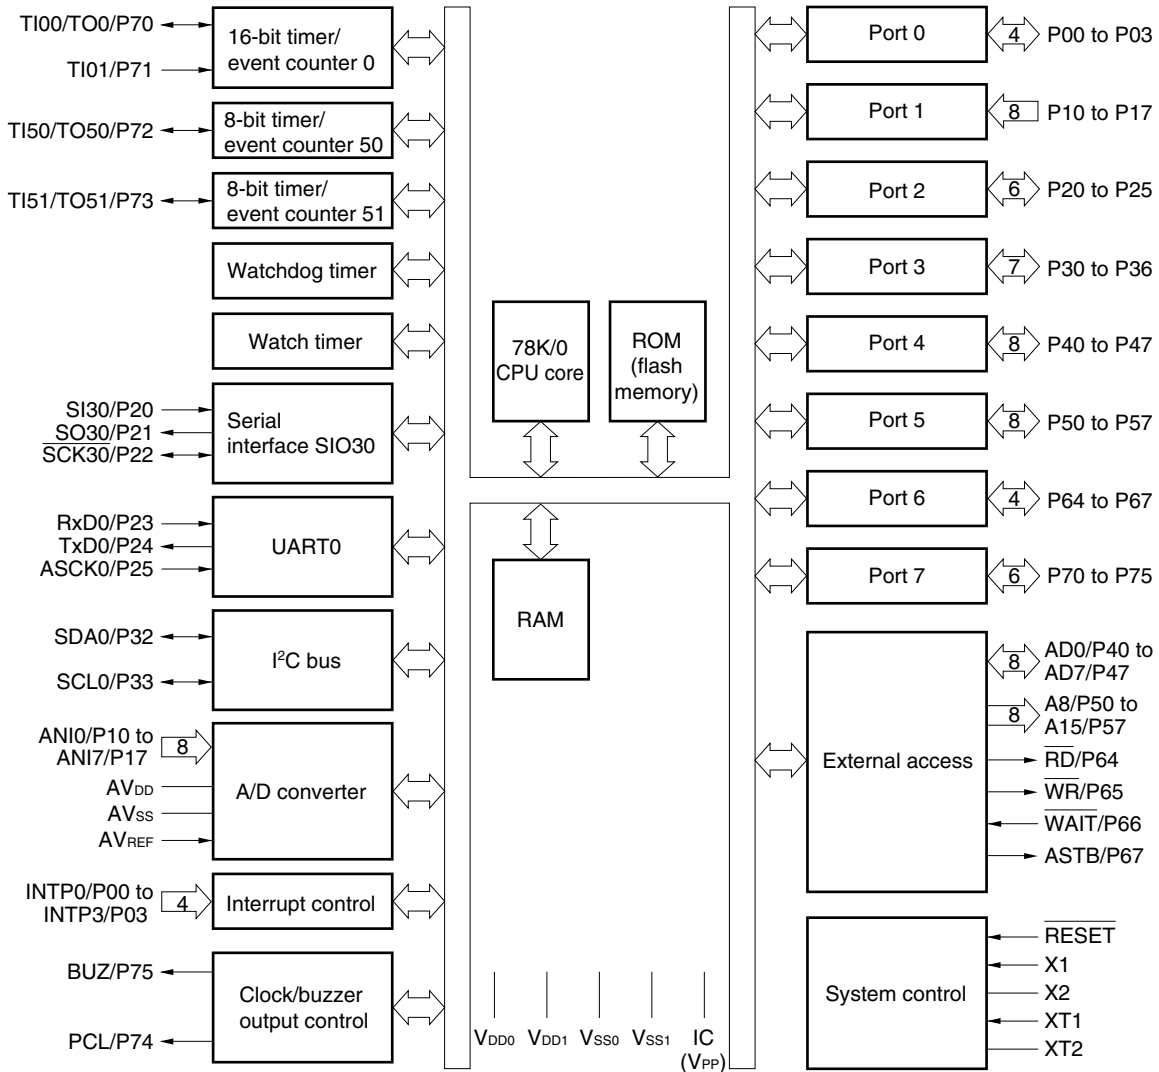 TI00/TO0/P70
TI01/P71
16-bit timer/
event counter 0
TI50/TO50/P72
8-bit timer/
event counter 50
TI51/TO51/P73
8-bit timer/
event counter 51
Watchdog timer
Watch timer
SI30/P20
SO30/P21
SCK30/P22
Serial
interface SIO30
RxD0/P23
TxD0/P24
ASCK0/P25
UART0
SDA0/P32
SCL0/P33
I²C bus
ANI0/P10 to
ANI7/P17
8
AVDD
AVSS
AVREF
A/D converter
INTP0/P00 to
INTP3/P03
4
Interrupt control
BUZ/P75
PCL/P74
Clock/buzzer
output control
78K/0
CPU core
ROM
(flash
memory)
RAM
VDD0
VDD1
VSS0
VSS1
IC
(VPP)
Port 0
4
P00 to P03
Port 1
8
P10 to P17
Port 2
6
P20 to P25
Port 3
7
P30 to P36
Port 4
8
P40 to P47
Port 5
8
P50 to P57
Port 6
4
P64 to P67
Port 7
6
P70 to P75
External access
8
AD0/P40 to
AD7/P47
8
A8/P50 to
A15/P57
RD/P64
WR/P65
WAIT/P66
ASTB/P67
System control
RESET
X1
X2
XT1
XT2